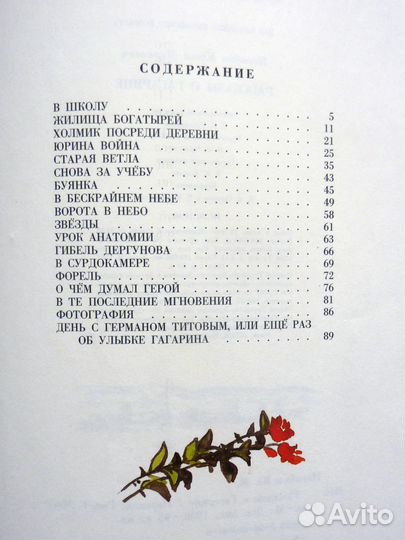 СОДЕРЖАНИЕ
В ШКОЛУ . . . 5
ЖИЛИЩА БОГАТЫРЕЙ . . . 11
ХОЛМИК ПОСРЕДИ ДЕРЕВНИ . . . 21
ЮРИНА ВОЙНА . . . 25
СТАРАЯ ВЕТЛА . . . 35
СНОВА ЗА УЧЁБУ . . . 43
БУЯНКА . . . 45
В БЕСКРАЙНЕМ НЕБЕ . . . 49
ВОРОТА В НЕБО . . . 58
ЗВЁЗДЫ . . . 61
УРОК АНАТОМИИ . . . 63
ГИБЕЛЬ ДЕРГУНОВА . . . 66
В СУРДОКАМЕРЕ . . . 69
ФОРЕЛЬ . . . 72
О ЧЁМ ДУМАЛ ГЕРОЙ . . . 76
В ТЕ ПОСЛЕДНИЕ МГНОВЕНИЯ . . . 81
ФОТОГРАФИЯ . . . 86
ДЕНЬ С ГЕРМАНОМ ТИТОВЫМ, ИЛИ ЕЩЁ РАЗ
ОБ УЛЫБКЕ ГАГАРИНА . . . 89
Avito